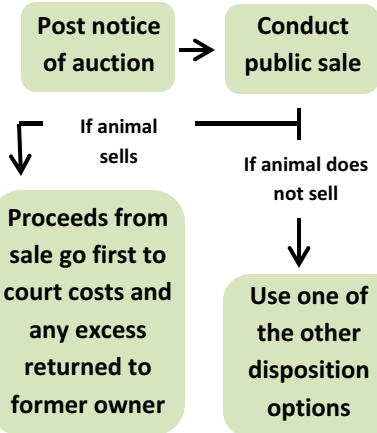 Post notice
of auction
Conduct
public sale
If animal
sells
If animal does
not sell
Proceeds from
sale go first to
court costs and
any excess
returned to
former owner
Use one of
the other
disposition
options